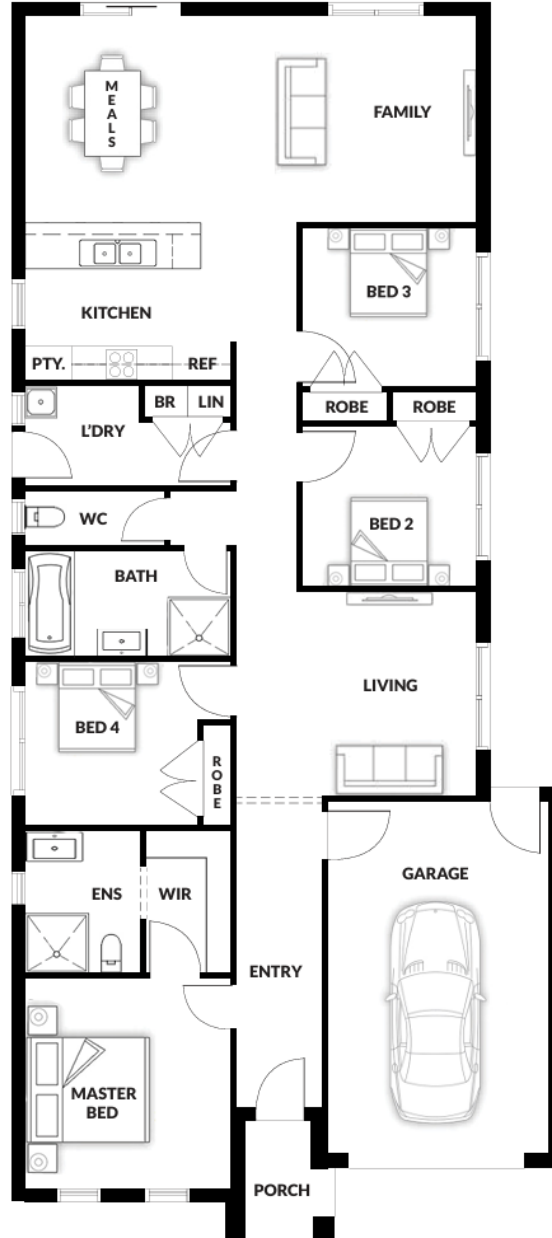 MEALS
FAMILY
BED 3
KITCHEN
PTY.
REF
BR
LIN
ROBE
ROBE
L'DRY
WC
BED 2
BATH
LIVING
BED 4
ROBE
GARAGE
ENS
WIR
ENTRY
MASTER
BED
PORCH